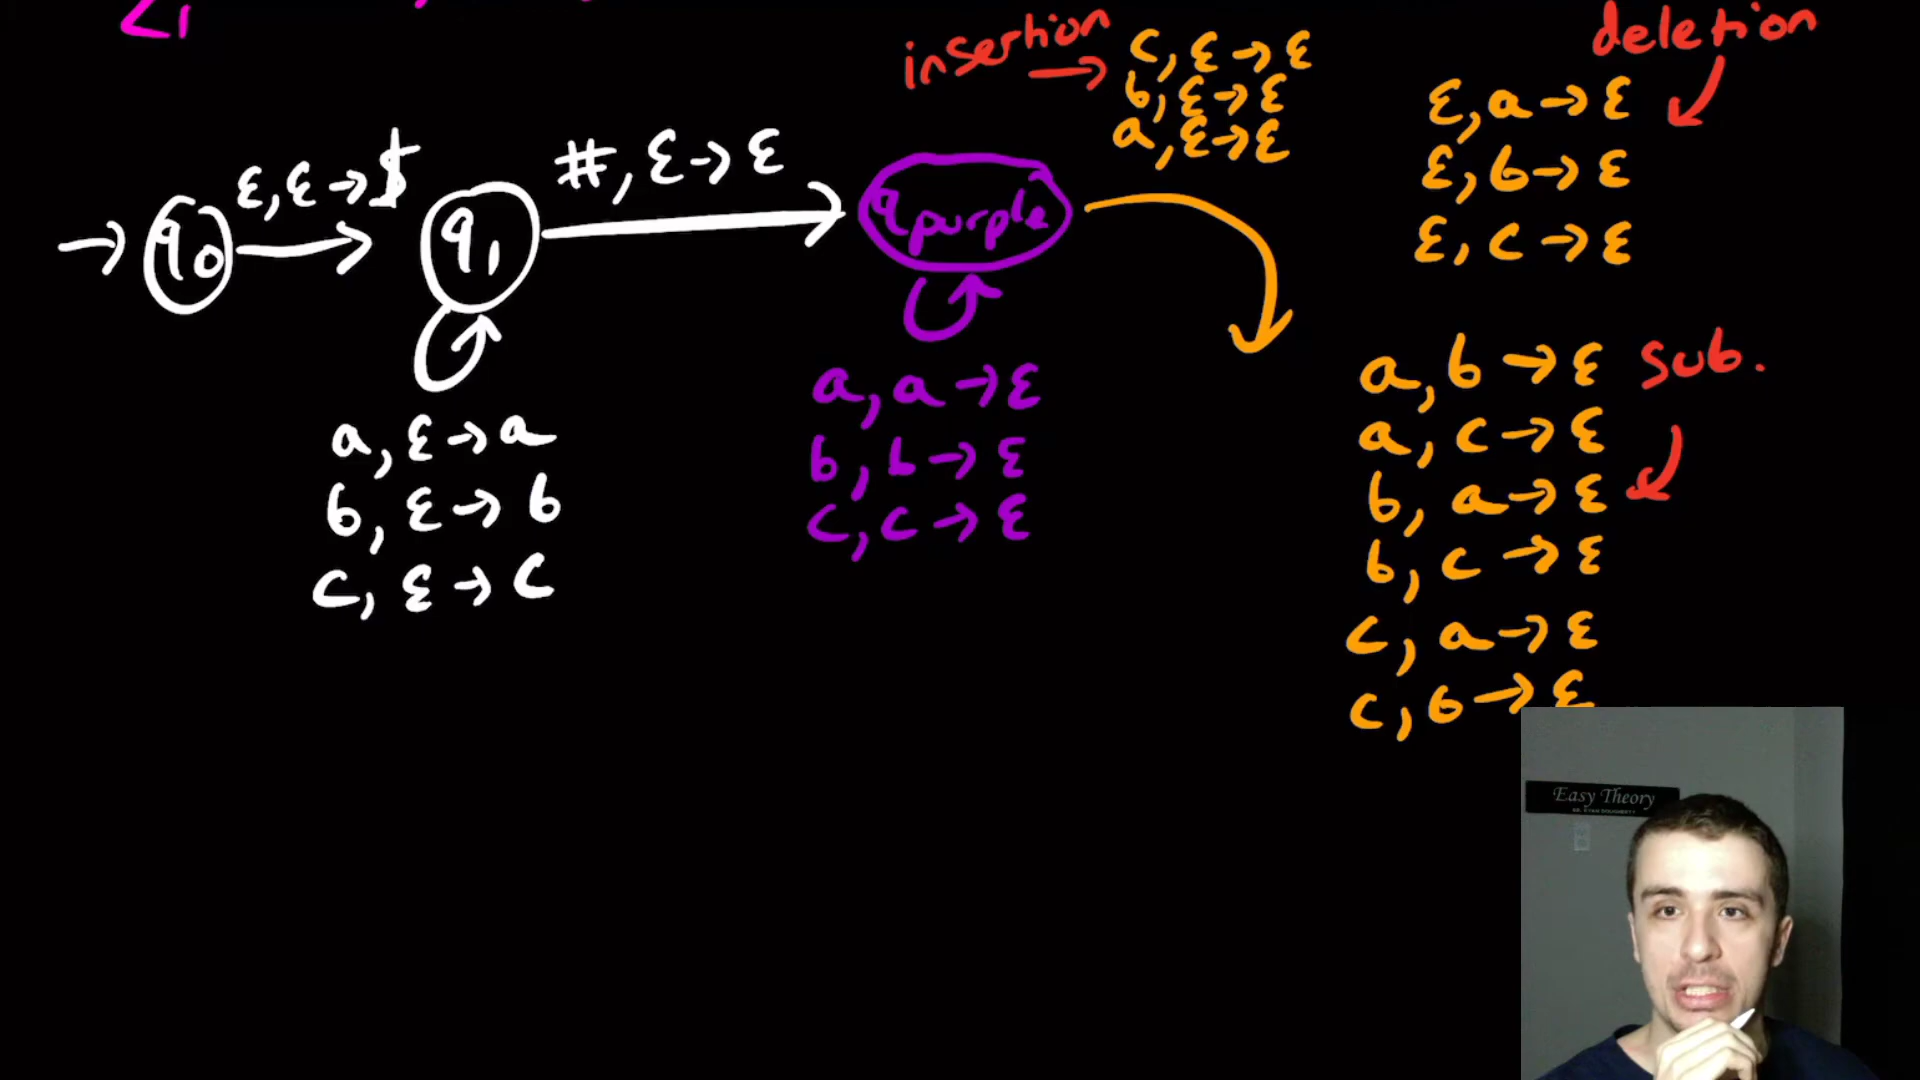 insertion →
c, ε → ε
b, ε → ε
a, ε → ε
deletion
ε, a → ε
ε, b → ε
ε, c → ε
→ q0
ε, ε → $
q1
#, ε → ε
qpurple
a, ε → a
b, ε → b
c, ε → c
a, a → ε
b, b → ε
c, c → ε
a, b → ε sub.
a, c → ε
b, a → ε
b, c → ε
c, a → ε
c, b → ε
Easy Theory